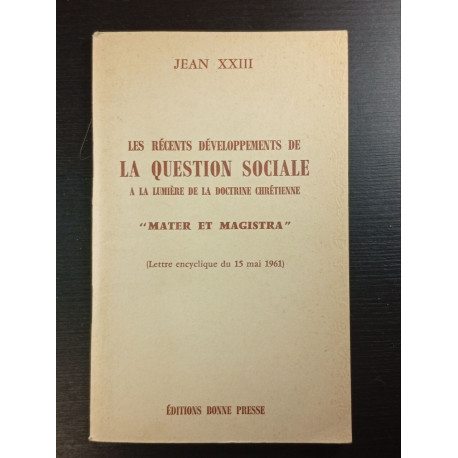 JEAN XXIII
LES RÉCENTS DÉVELOPPEMENTS DE
LA QUESTION SOCIALE
A LA LUMIÈRE DE LA DOCTRINE CHRÉTIENNE
"MATER ET MAGISTRA"
(Lettre encyclique du 15 mai 1961)
ÉDITIONS BONNE PRESSE